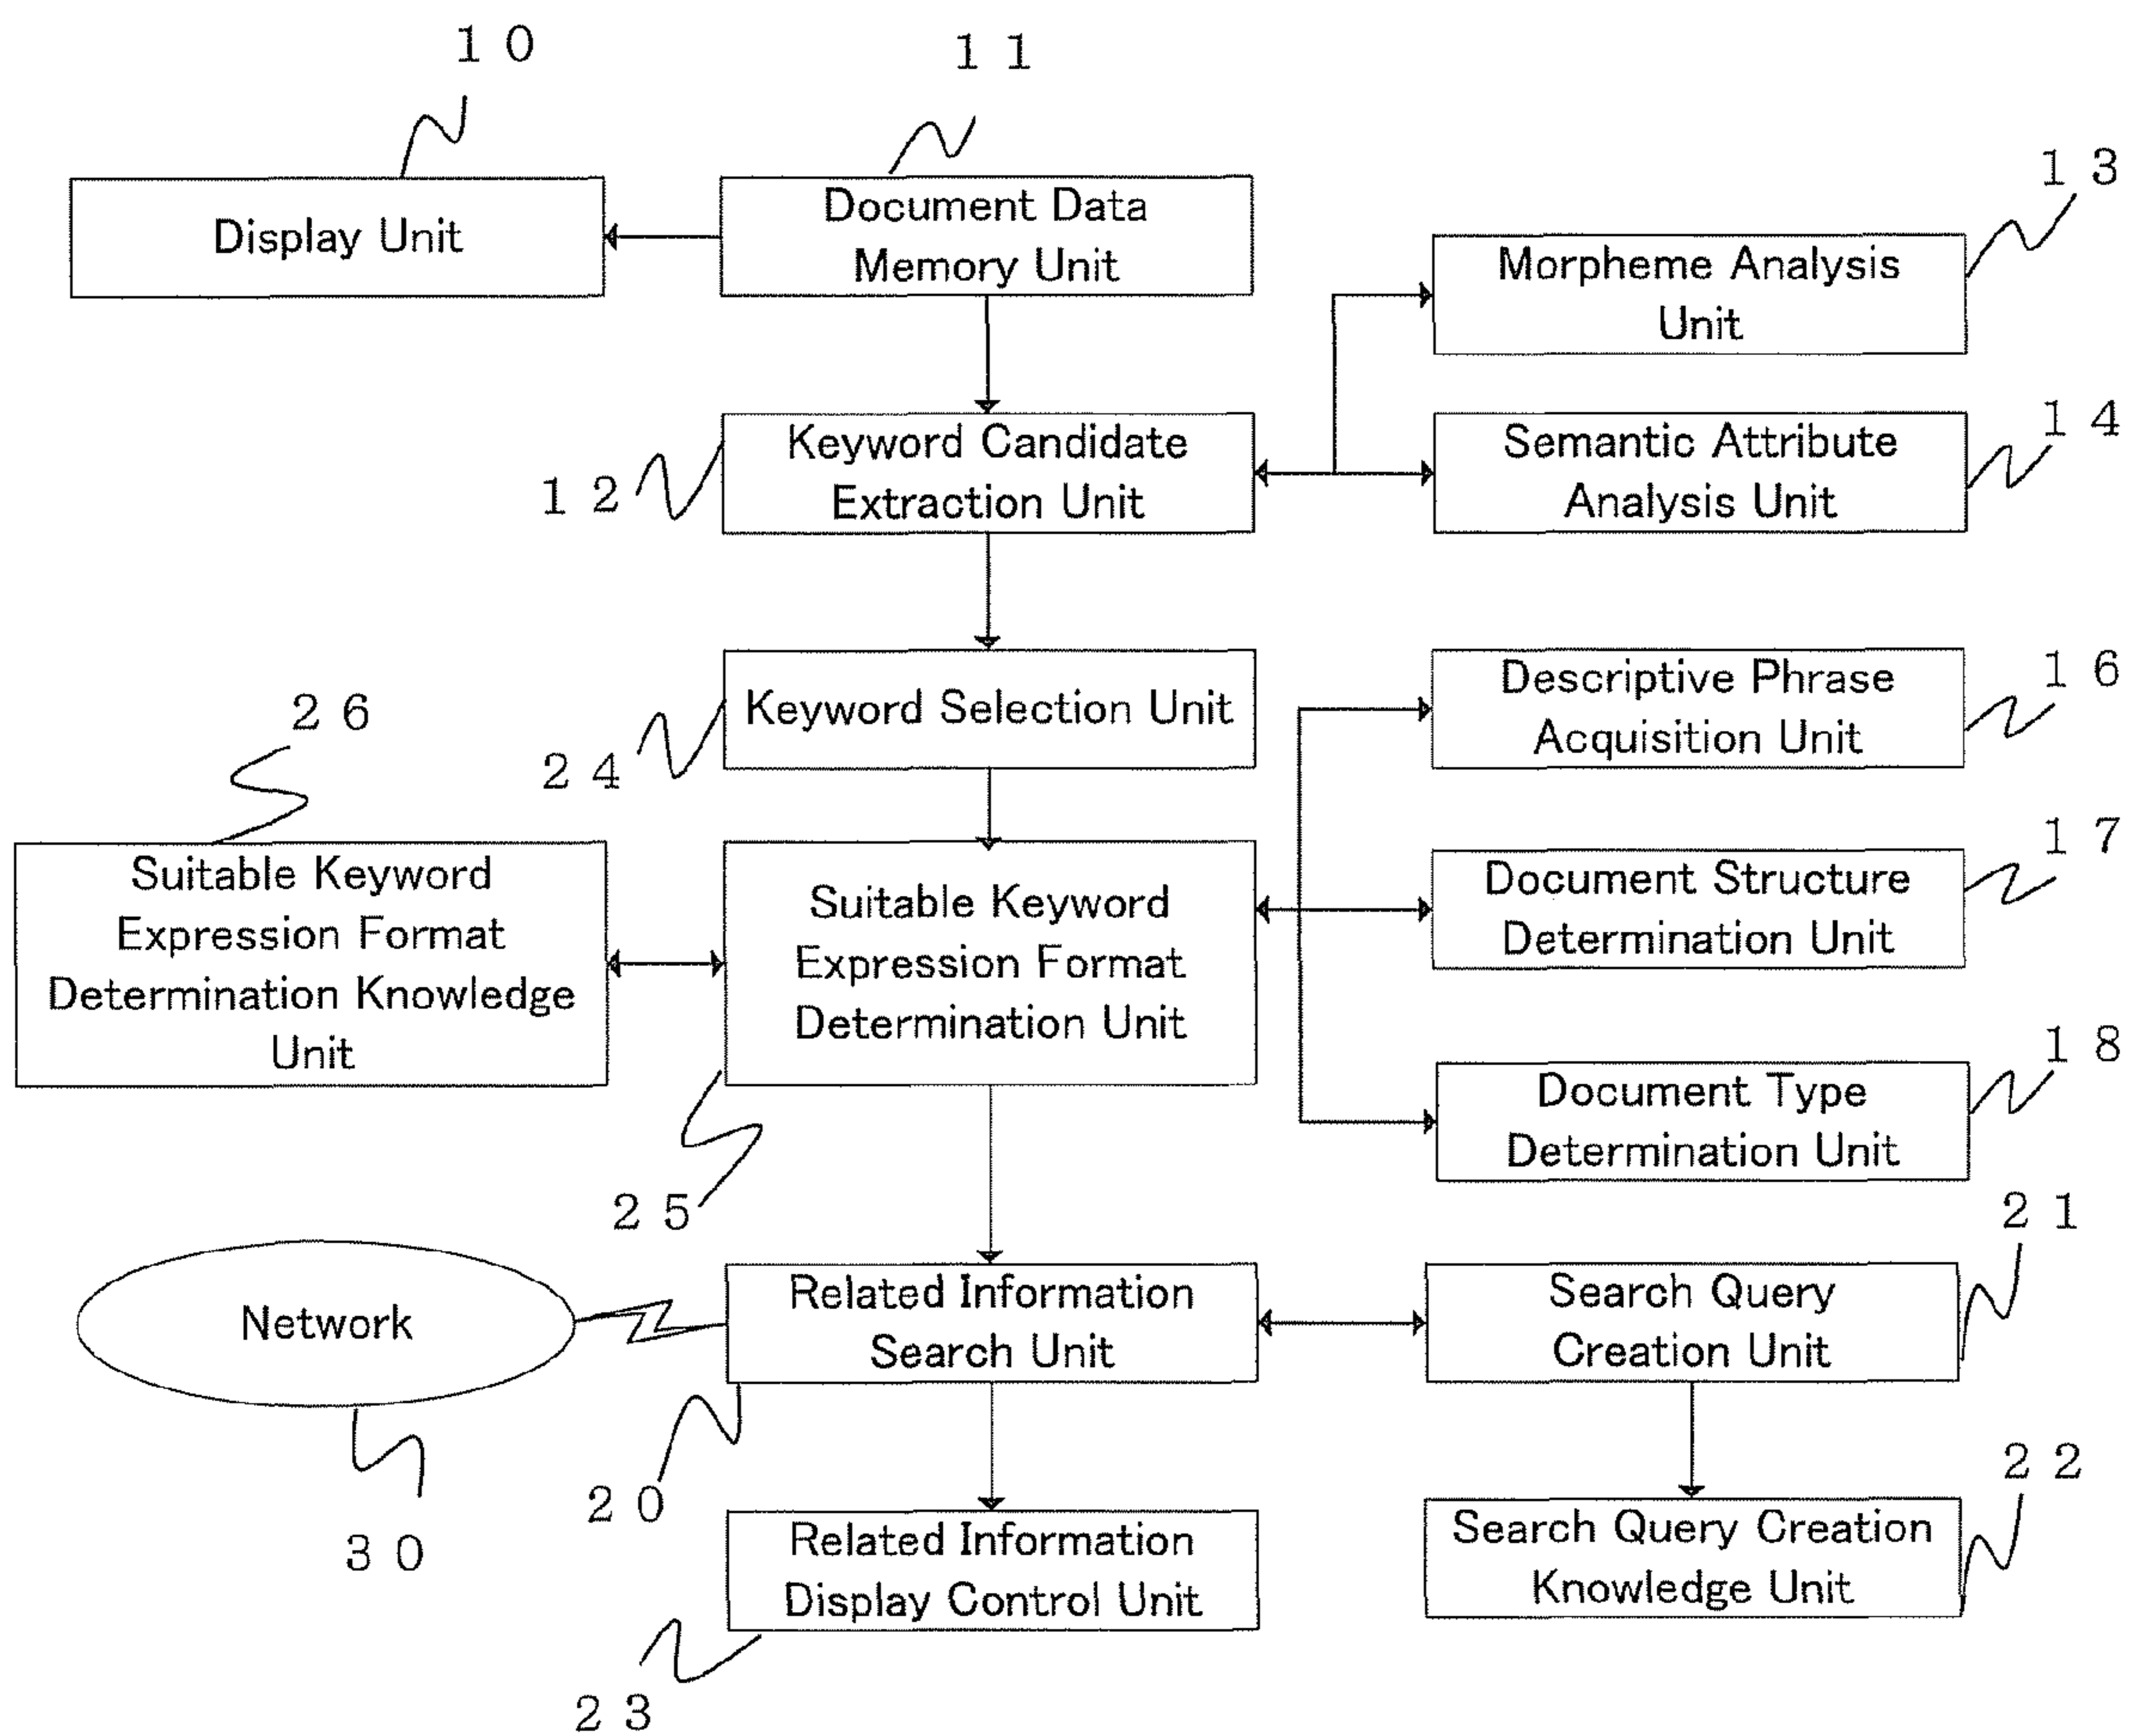 10
11
Display Unit
Document Data
Memory Unit
13
Morpheme Analysis
Unit
12
Keyword Candidate
Extraction Unit
14
Semantic Attribute
Analysis Unit
24
Keyword Selection Unit
16
Descriptive Phrase
Acquisition Unit
26
Suitable Keyword
Expression Format
Determination Knowledge
Unit
Suitable Keyword
Expression Format
Determination Unit
25
17
Document Structure
Determination Unit
18
Document Type
Determination Unit
Network
30
Related Information
Search Unit
20
21
Search Query
Creation Unit
Related Information
Display Control Unit
23
22
Search Query Creation
Knowledge Unit